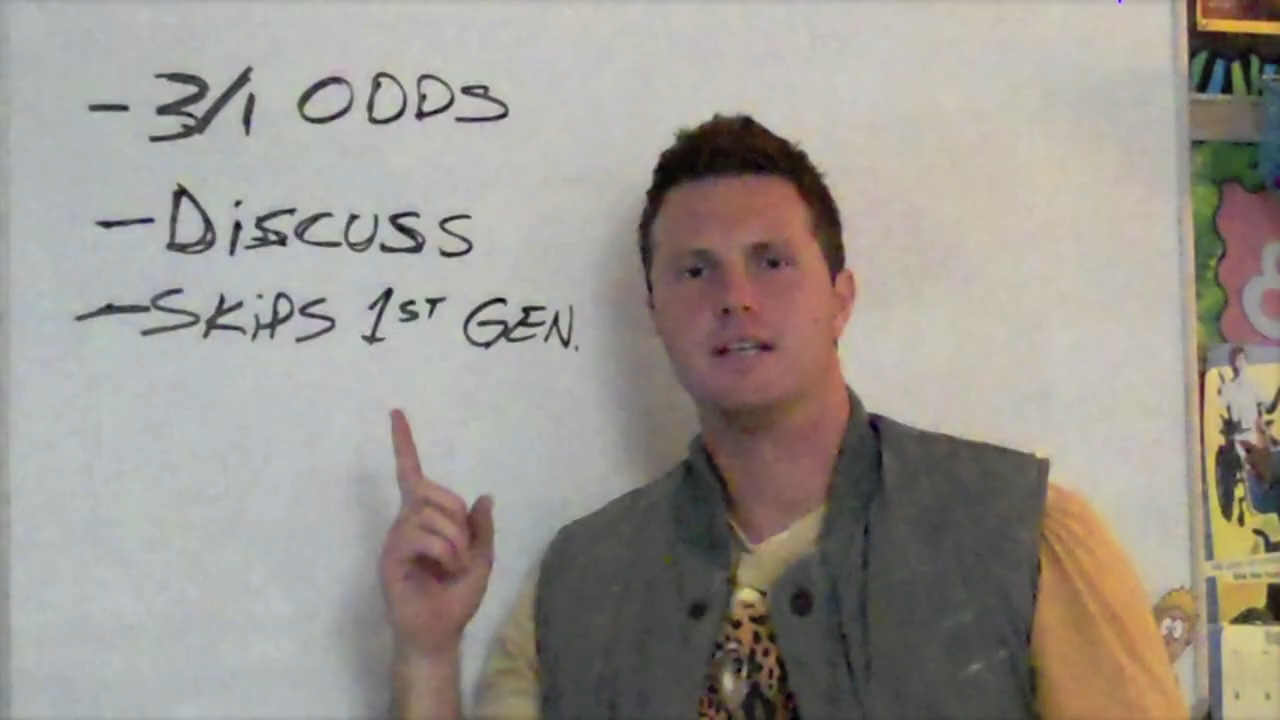 - 3/1 ODDS
- DiSCUSS
- SKiPS 1ST GEN.